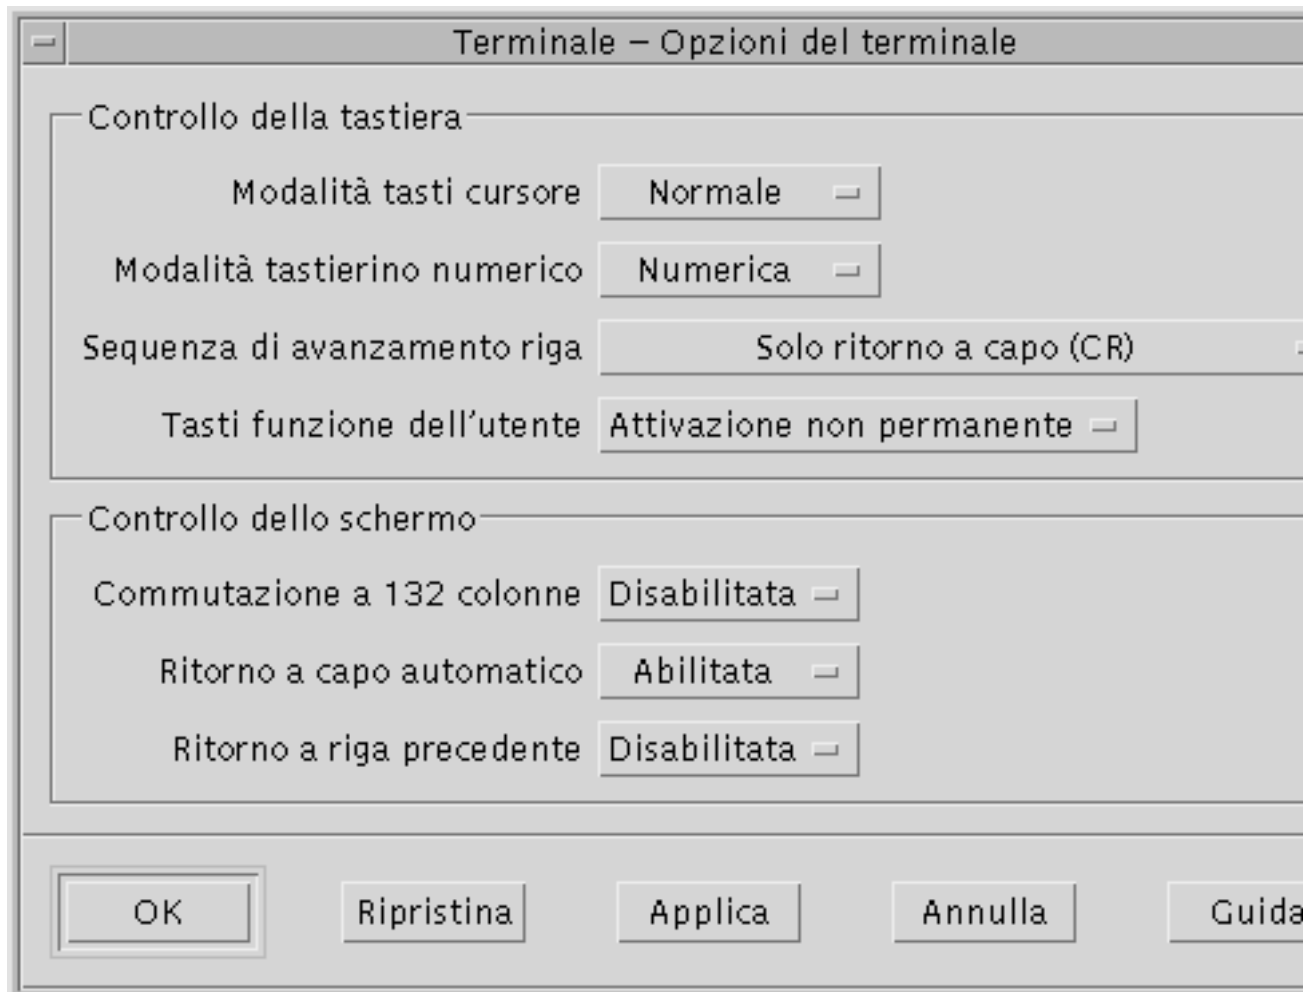 Terminale – Opzioni del terminale
Controllo della tastiera
Modalità tasti cursore Normale
Modalità tastierino numerico Numerica
Sequenza di avanzamento riga Solo ritorno a capo (CR)
Tasti funzione dell'utente Attivazione non permanente
Controllo dello schermo
Commutazione a 132 colonne Disabilitata
Ritorno a capo automatico Abilitata
Ritorno a riga precedente Disabilitata
OK Ripristina Applica Annulla Guida